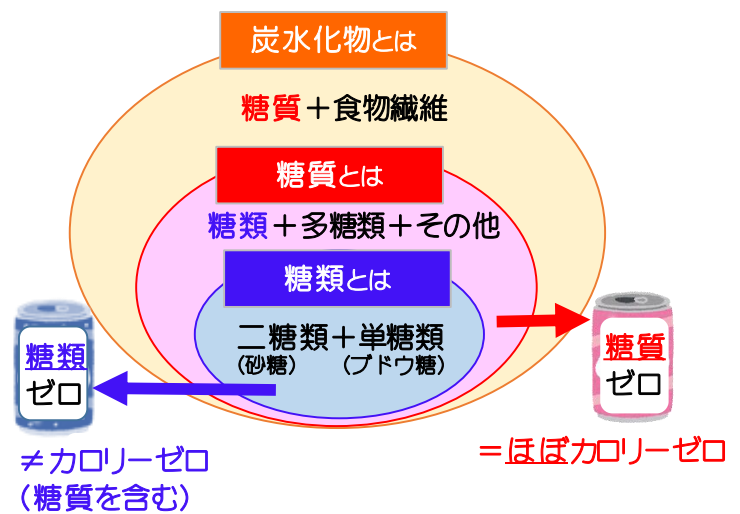 炭水化物とは
糖質＋食物繊維
糖質とは
糖類＋多糖類＋その他
糖類とは
二糖類＋単糖類
（砂糖）　（ブドウ糖）
糖類
ゼロ
≠カロリーゼロ
（糖質を含む）
糖質
ゼロ
＝ほぼカロリーゼロ